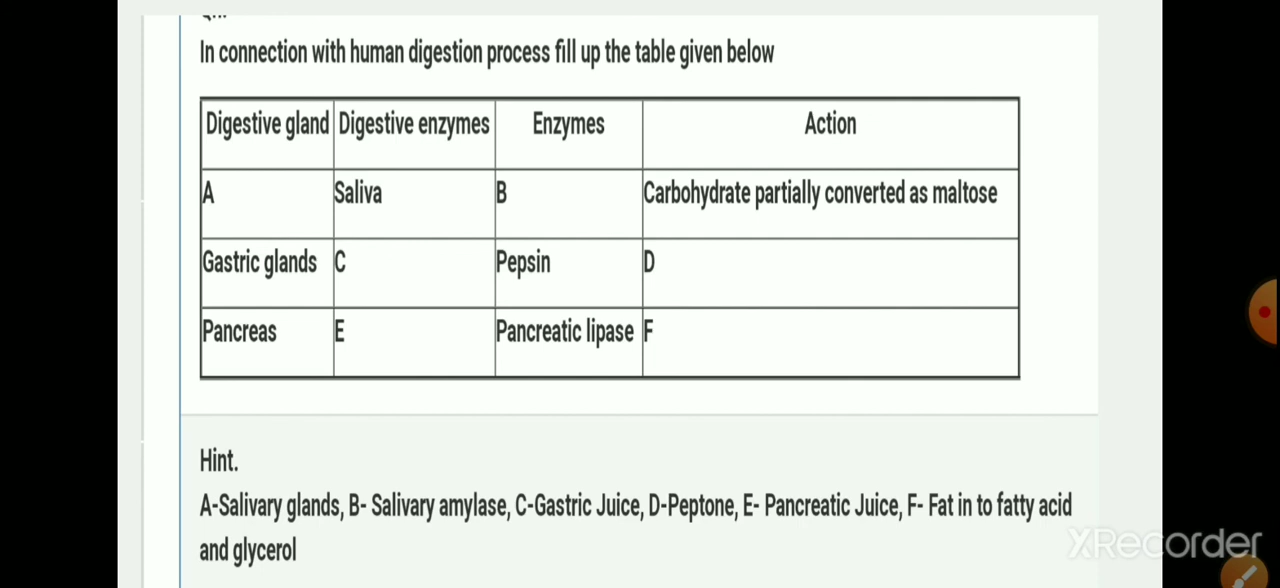 In connection with human digestion process fill up the table given below
Digestive gland Digestive enzymes Enzymes Action
A Saliva B Carbohydrate partially converted as maltose
Gastric glands C Pepsin D
Pancreas E Pancreatic lipase F
Hint.
A-Salivary glands, B- Salivary amylase, C-Gastric Juice, D-Peptone, E- Pancreatic Juice, F- Fat in to fatty acid
and glycerol
XRecorder